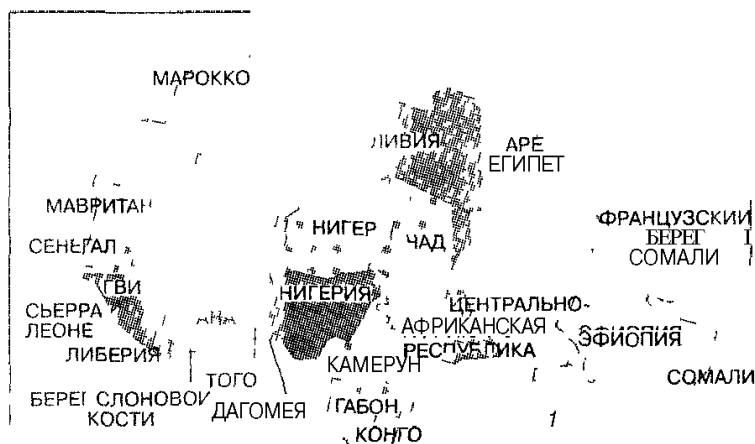 МАРОККО
ЛИВИЯ
АРЕ
ЕГИПЕТ
МАВРИТАН
НИГЕР
ЧАД
ФРАНЦУЗСКИЙ
БЕРЕГ
СОМАЛИ
СЕНЕГАЛ
ГВИ
НИГЕРИЯ
СЬЕРРА
ЛЕОНЕ
ЦЕНТРАЛЬНО-
АФРИКАНСКАЯ
РЕСПУБЛИКА
ЭФИОПИЯ
ЛИБЕРИЯ
КАМЕРУН
СОМАЛИ
ТОГО
БЕРЕГ СЛОНОВОЙ
КОСТИ
ДАГОМЕЯ
ГАБОН
КОНГО
1